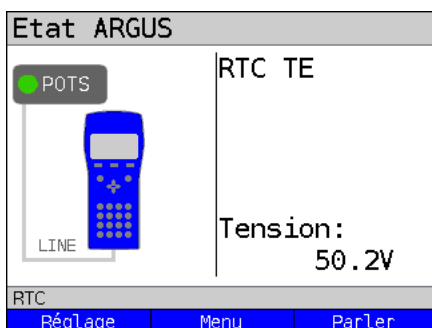 Etat ARGUS
POTS
RTC TE
LINE
Tension:
50.2V
RTC
Réglage Menu Parler